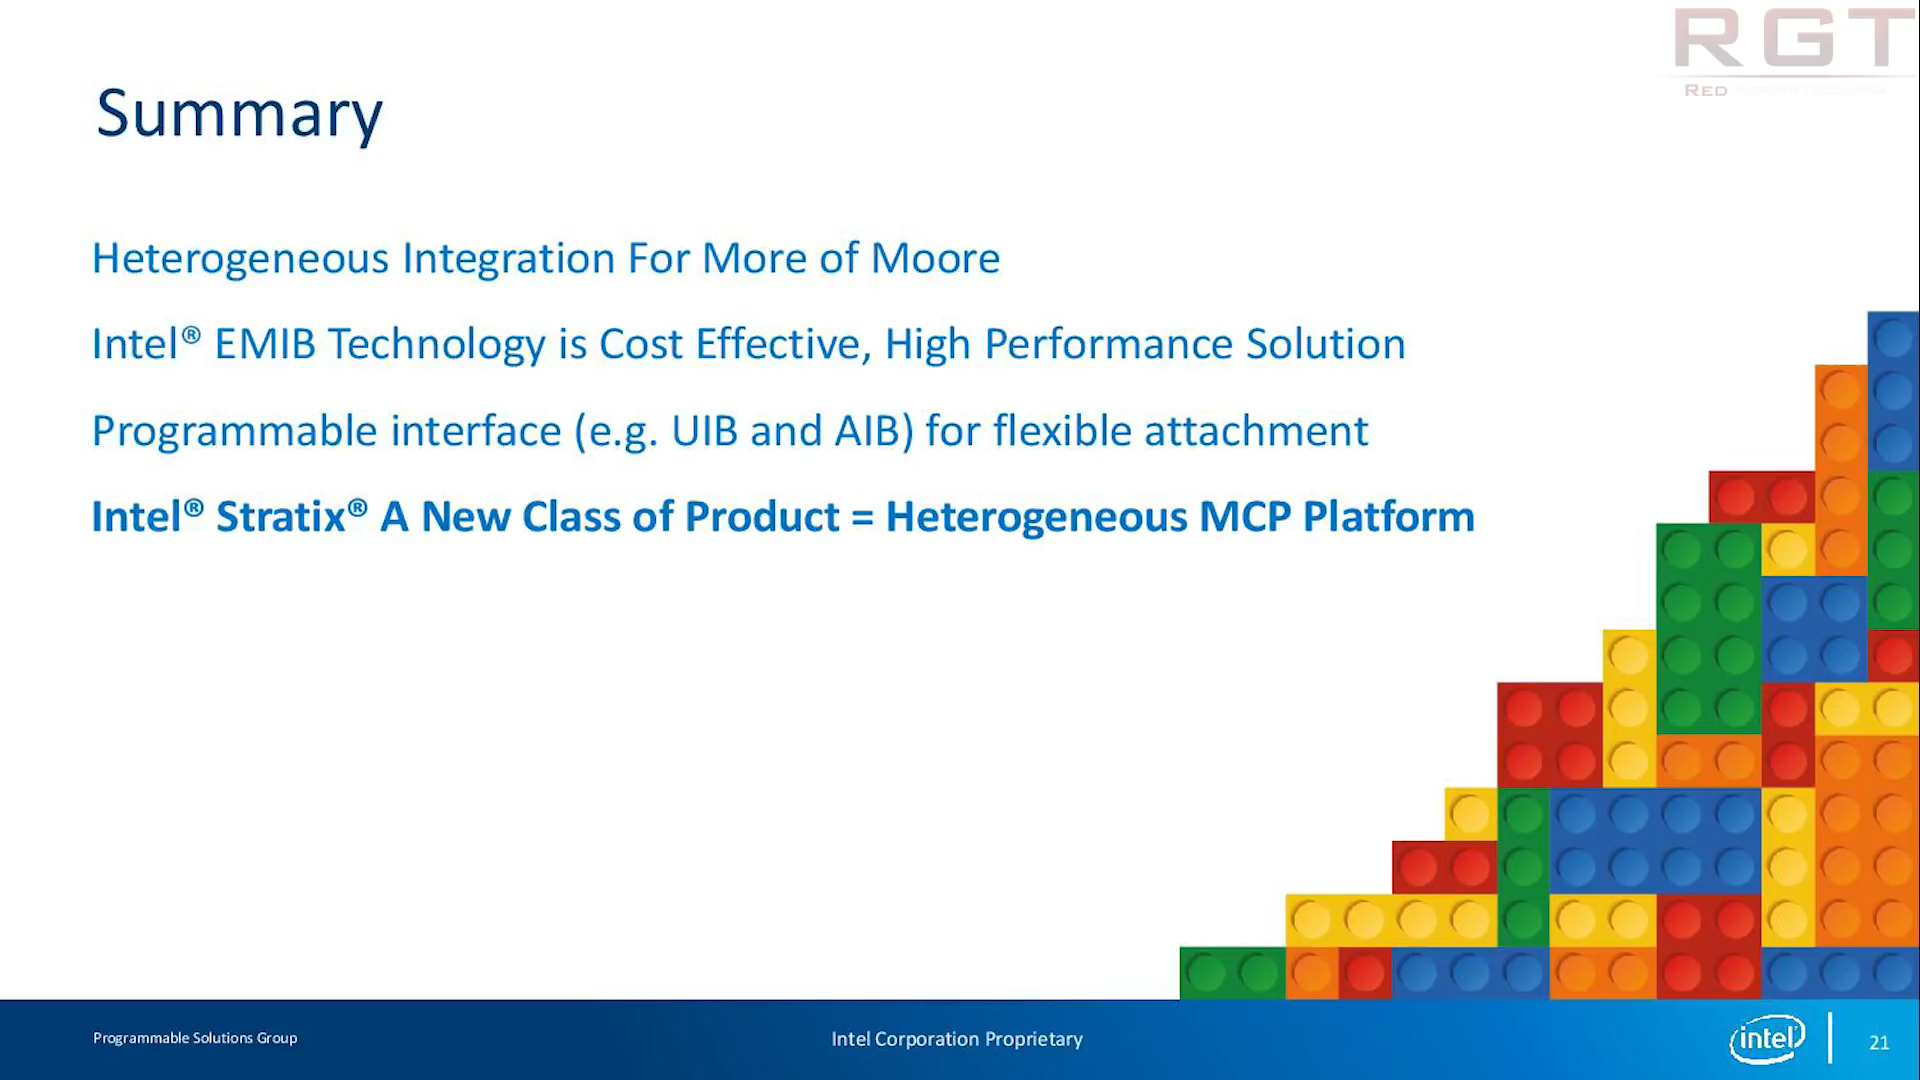 RGT
RED
Summary
Heterogeneous Integration For More of Moore
Intel® EMIB Technology is Cost Effective, High Performance Solution
Programmable interface (e.g. UIB and AIB) for flexible attachment
Intel® Stratix® A New Class of Product = Heterogeneous MCP Platform
Programmable Solutions Group
Intel Corporation Proprietary
intel
21